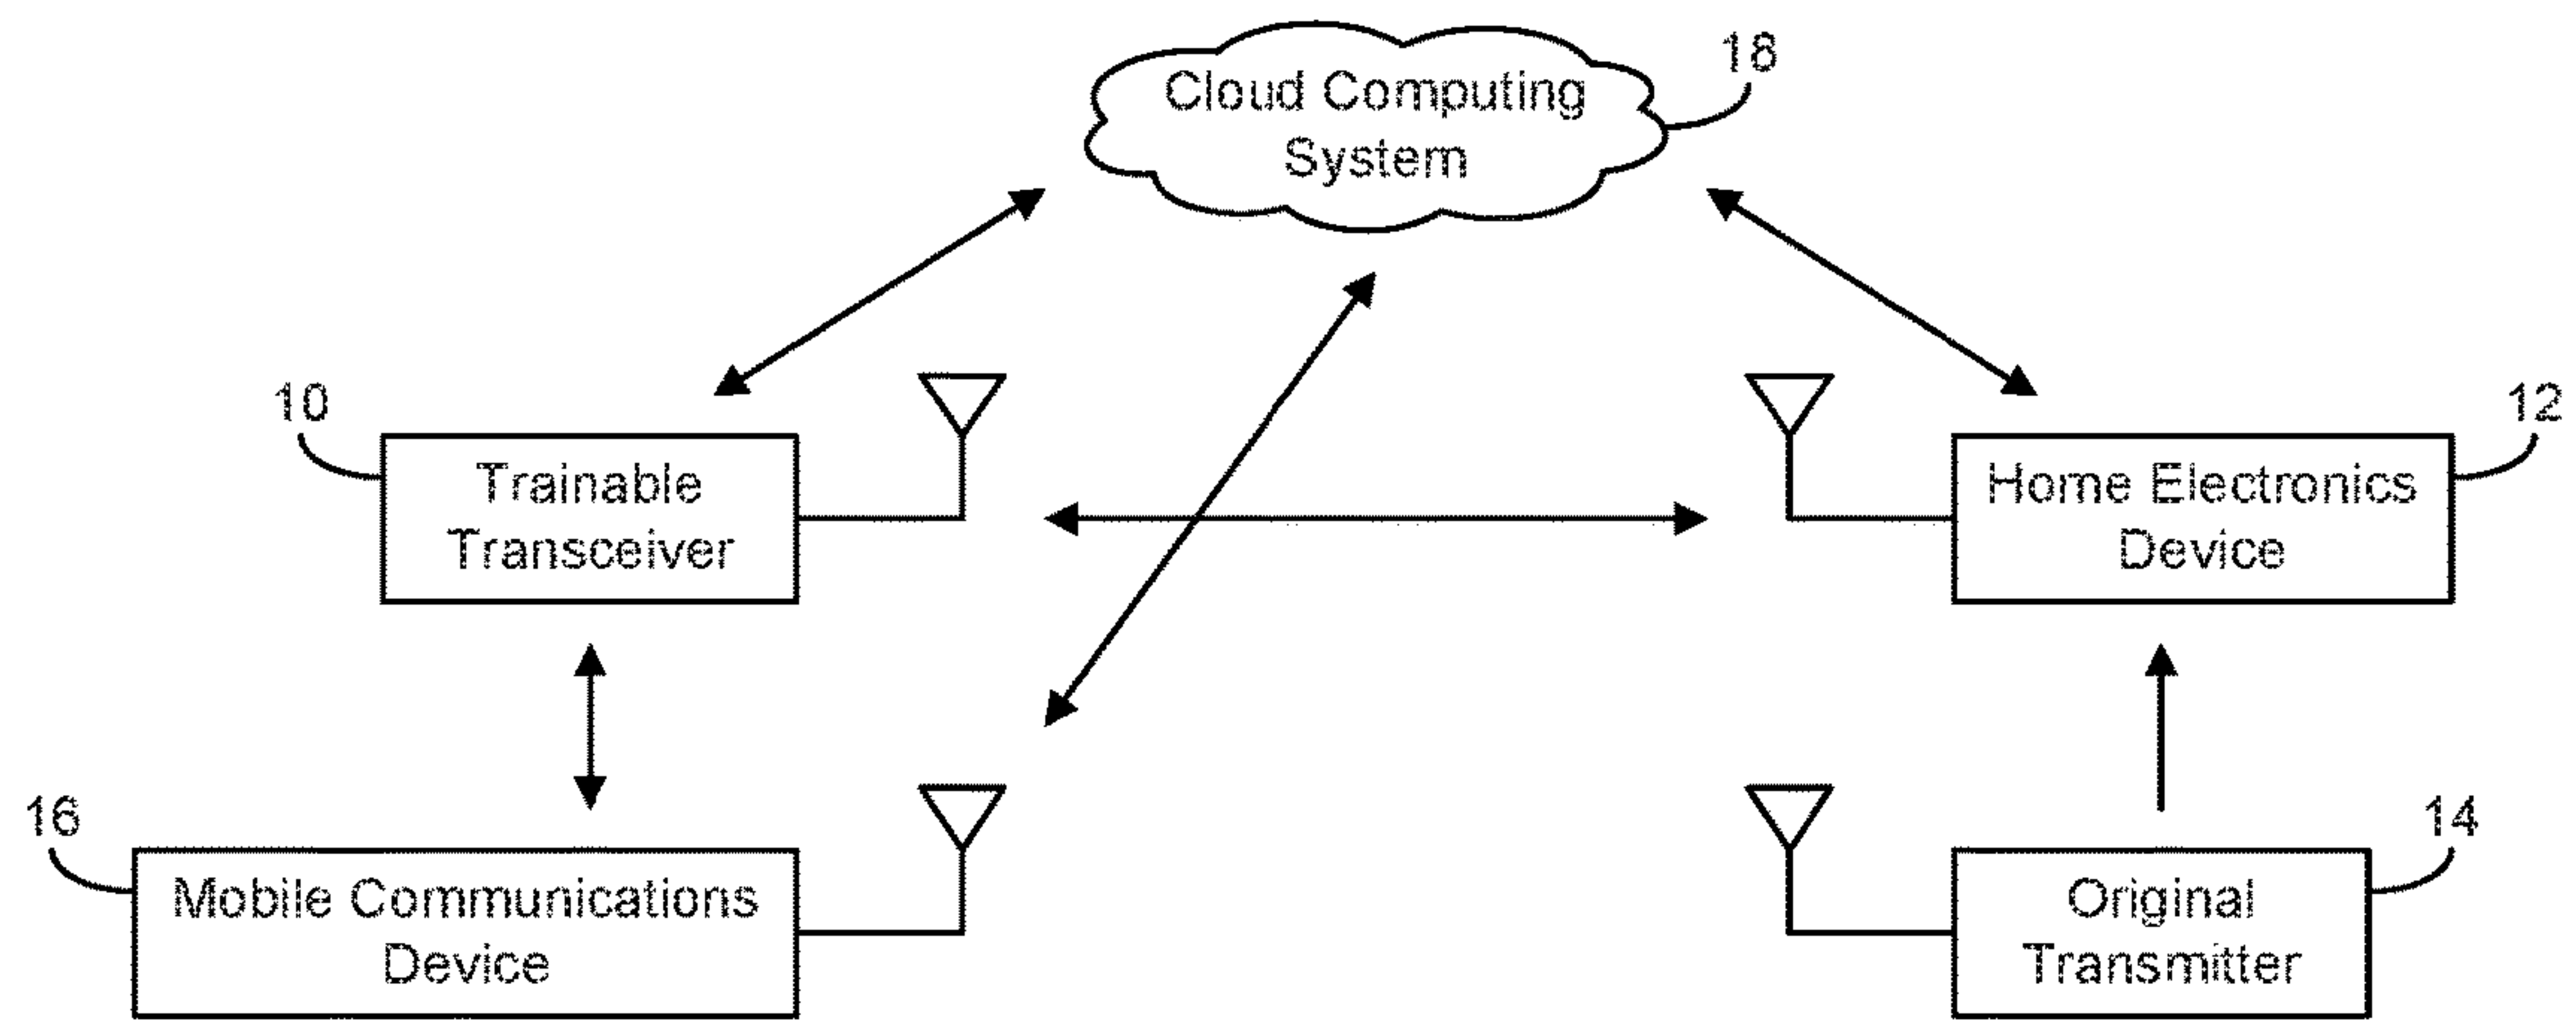 18
Cloud Computing
System
10
12
Trainable
Transceiver
Home Electronics
Device
16
14
Mobile Communications
Device
Original
Transmitter